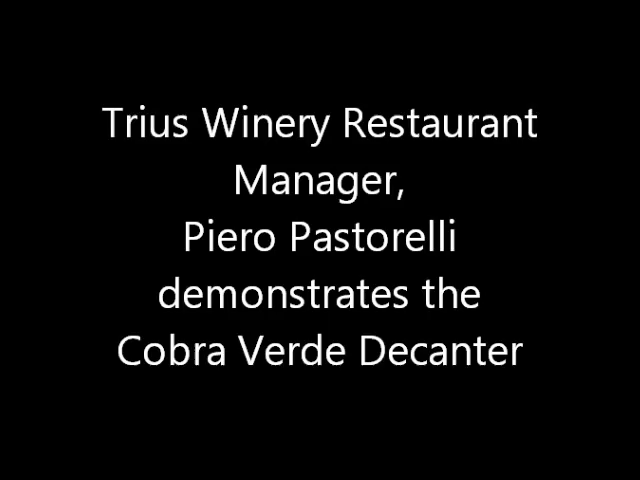 Trius Winery Restaurant
Manager,
Piero Pastorelli
demonstrates the
Cobra Verde Decanter